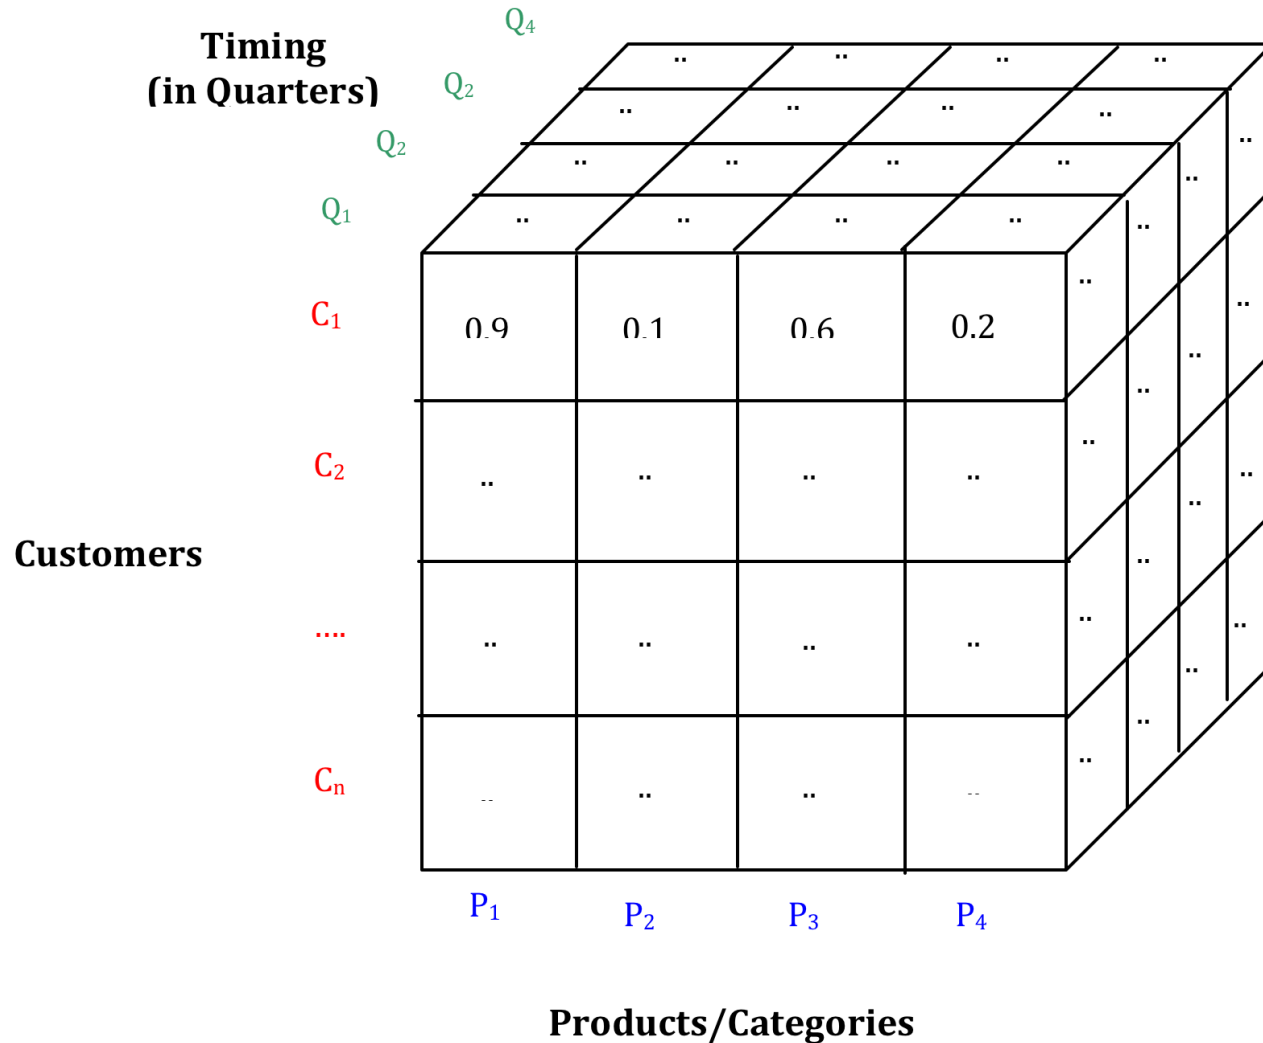 Q₄
Timing
(in Quarters)
Q₂
Q₂
Q₁
.. .. .. ..
.. .. .. ..
.. .. .. ..
.. .. .. ..
C₁ 0.9 0.1 0.6 0.2
C₂ .. .. .. ..
Customers
.... .. .. .. ..
Cₙ .. .. .. ..
.. .. .. ..
.. .. .. ..
.. .. .. ..
.. .. .. ..
P₁ P₂ P₃ P₄
Products/Categories